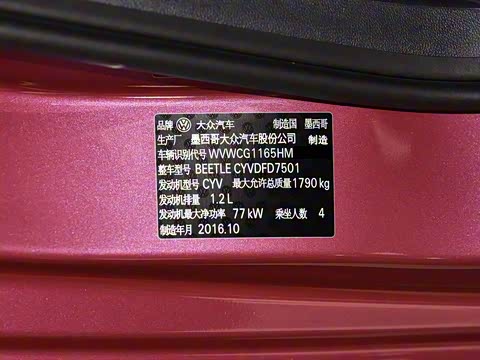 品牌 大众汽车 制造国 墨西哥
生产厂 墨西哥大众汽车股份公司 制造
车辆识别代号 WVWCG1165HM
整车型号 BEETLE CYVDFD7501
发动机型号 CYV 最大允许总质量 1790 kg
发动机排量 1.2 L
发动机最大净功率 77 kW 乘坐人数 4
制造年月 2016.10